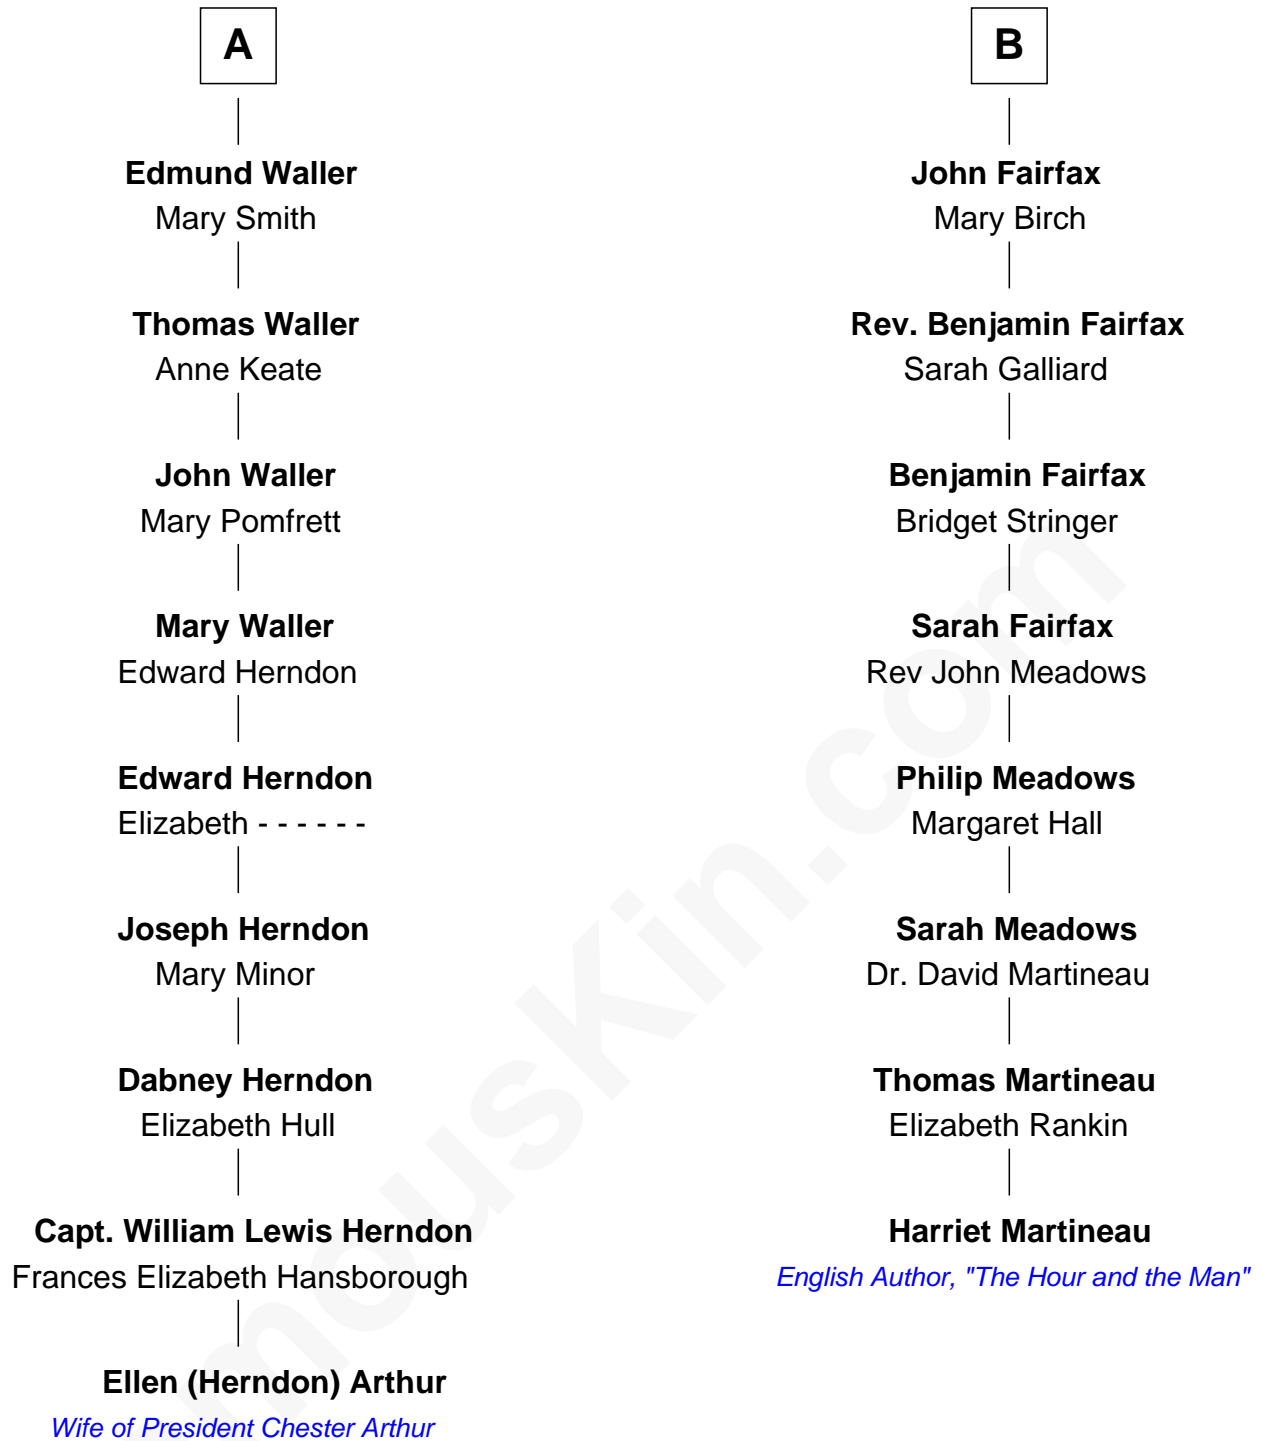 A
Edmund Waller
Mary Smith
Thomas Waller
Anne Keate
John Waller
Mary Pomfrett
Mary Waller
Edward Herndon
Edward Herndon
Elizabeth - - - - - -
Joseph Herndon
Mary Minor
Dabney Herndon
Elizabeth Hull
Capt. William Lewis Herndon
Frances Elizabeth Hansborough
Ellen (Herndon) Arthur
Wife of President Chester Arthur
B
John Fairfax
Mary Birch
Rev. Benjamin Fairfax
Sarah Galliard
Benjamin Fairfax
Bridget Stringer
Sarah Fairfax
Rev John Meadows
Philip Meadows
Margaret Hall
Sarah Meadows
Dr. David Martineau
Thomas Martineau
Elizabeth Rankin
Harriet Martineau
English Author, "The Hour and the Man"
mouskin.com